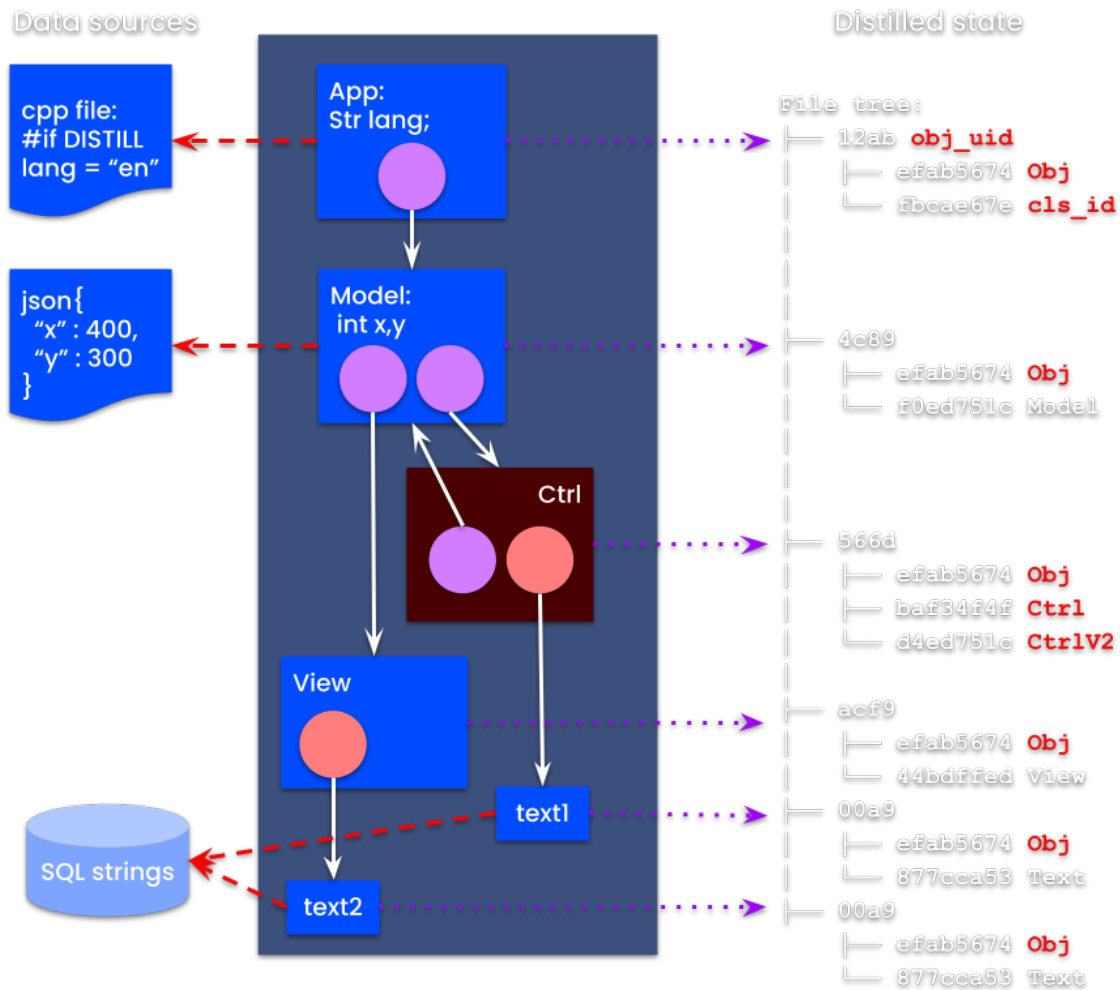 Data sources
Distilled state
cpp file:
#if DISTILL
lang = “en”
json{
“x” : 400,
“y” : 300
}
SQL strings
App:
Str lang;
Model:
int x,y
Ctrl
View
text1
text2
File tree:
├── 12ab obj_uid
├── efab5674 Obj
└── fbcae67e cls_id
├── 4c89
├── efab5674 Obj
└── f0ed751c Model
├── 566d
├── efab5674 Obj
├── baf34f4f Ctrl
└── d4ed751c CtrlV2
├── acf9
├── efab5674 Obj
└── 44bdffed View
├── 00a9
├── efab5674 Obj
└── 877cca53 Text
├── 00a9
├── efab5674 Obj
└── 877cca53 Text